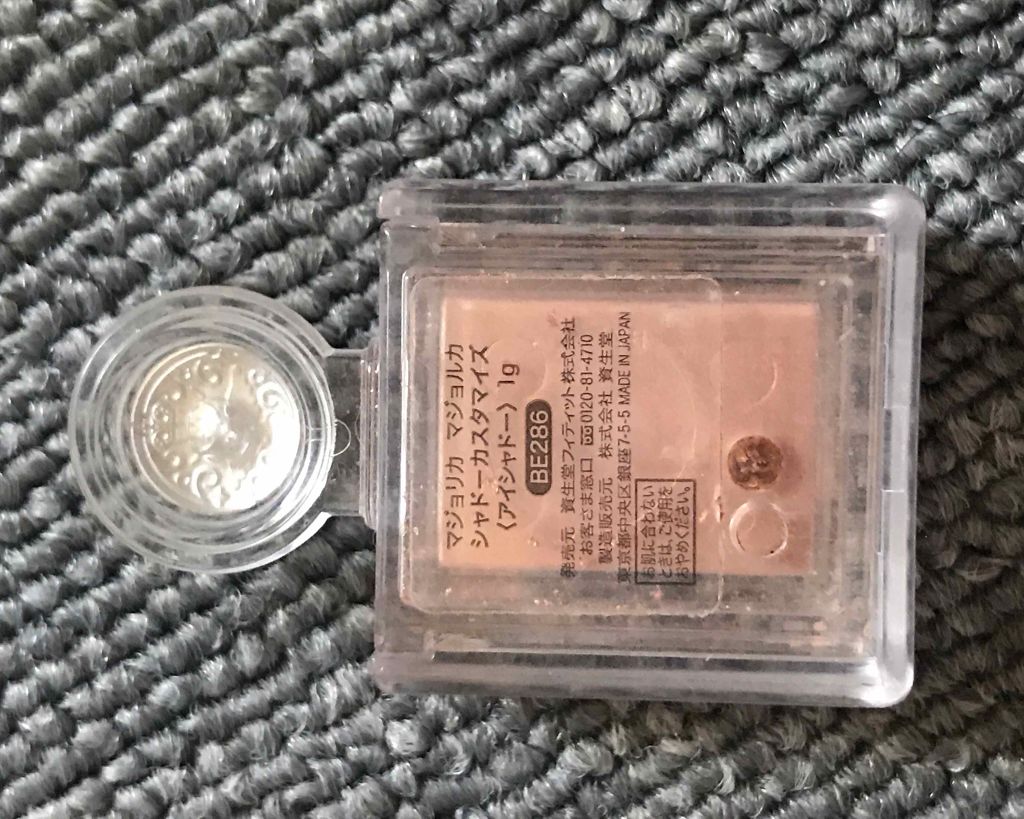 マジョリカ マジョルカ
シャドーカスタマイズ
〈アイシャドー〉 1g
BE286
発売元 資生堂フィティット株式会社
お客さま窓口 0120-81-4710
製造販売元 株式会社 資生堂
東京都中央区銀座7-5-5 MADE IN JAPAN
お肌に合わない
ときは、ご使用を
おやめください。